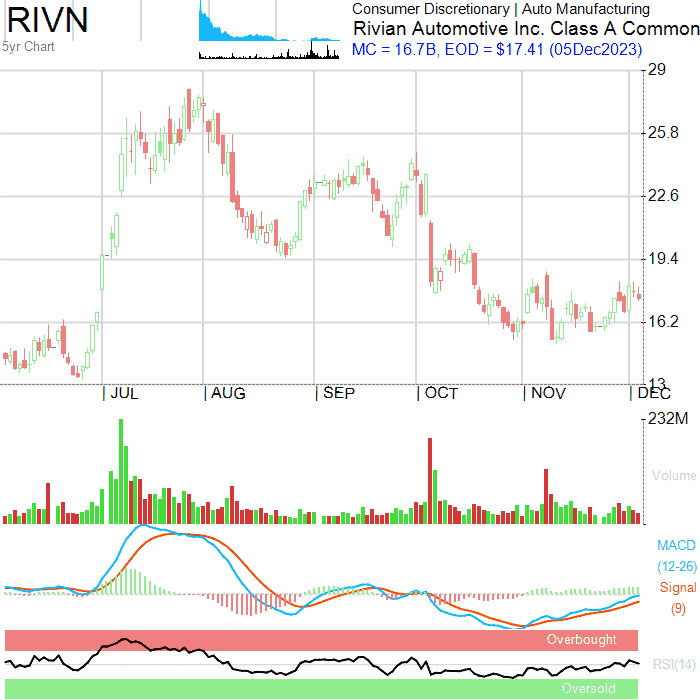 RIVN
5yr Chart
Consumer Discretionary | Auto Manufacturing
Rivian Automotive Inc. Class A Common
MC = 16.7B, EOD = $17.41 (05Dec2023)
29
25.8
22.6
19.4
16.2
13
| JUL | AUG | SEP | OCT | NOV | DEC
232M
Volume
MACD
(12-26)
Signal
(9)
Overbought
RSI(14)
Oversold